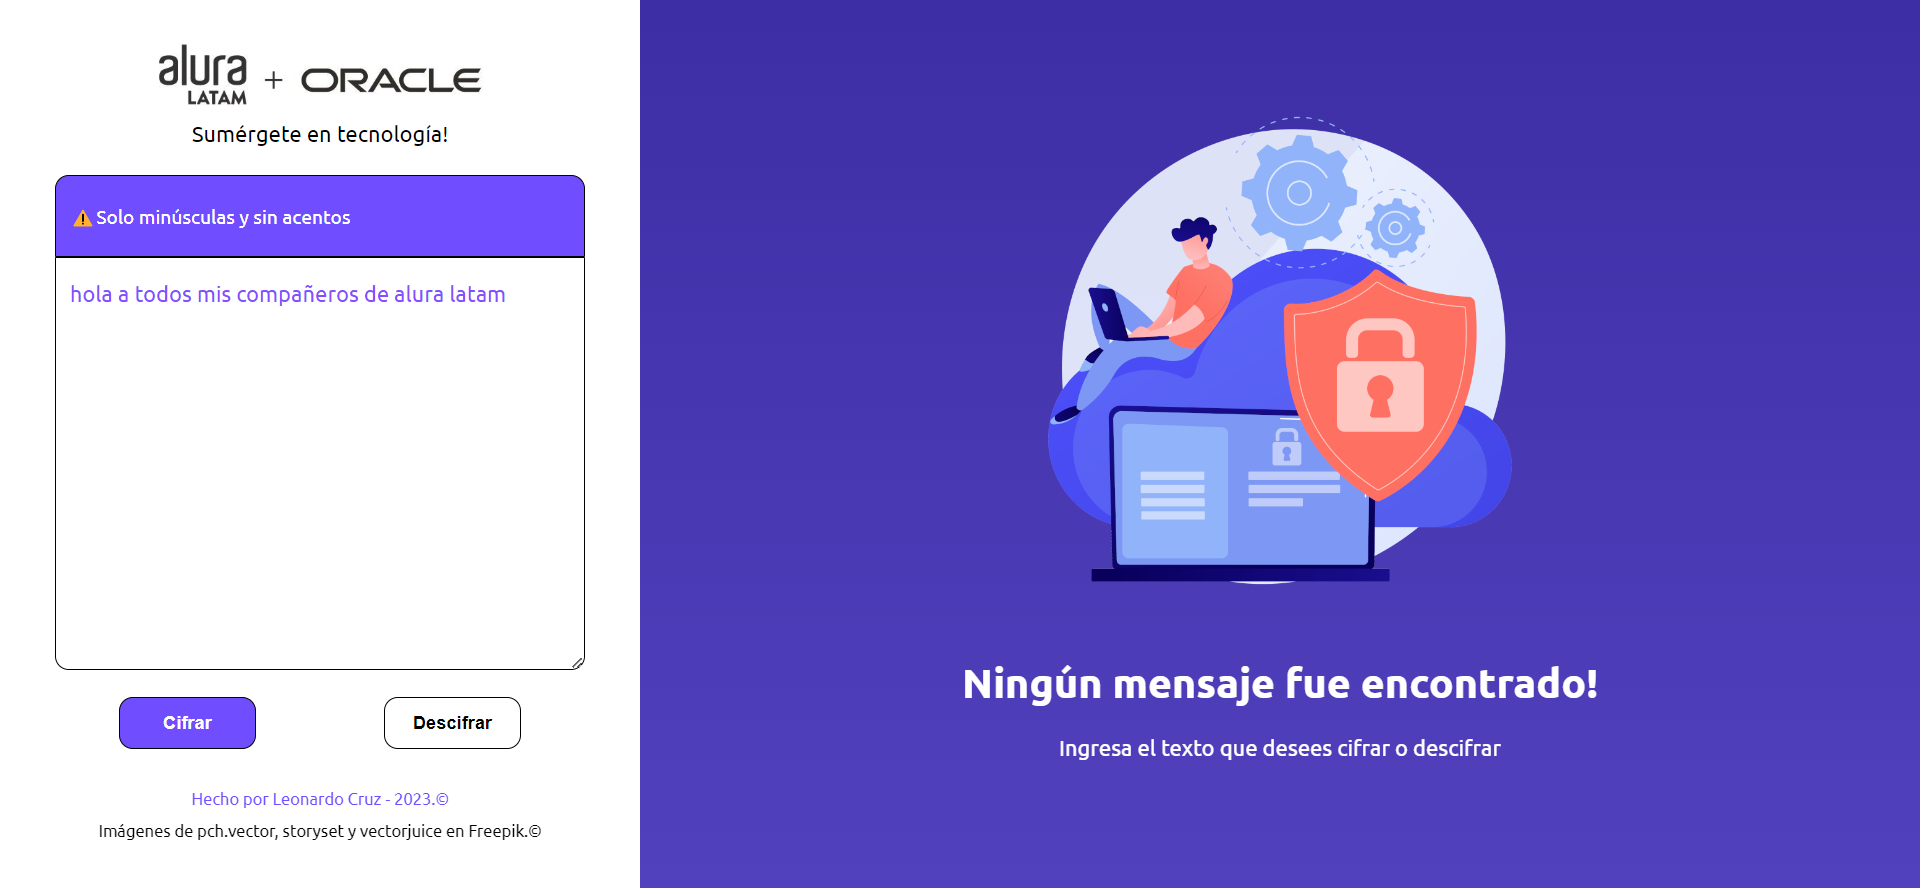 alura
LATAM
+ ORACLE
Sumérgete en tecnología!
⚠️Solo minúsculas y sin acentos
hola a todos mis compañeros de alura latam
Cifrar
Descifrar
Hecho por Leonardo Cruz - 2023.©
Imágenes de pch.vector, storyset y vectorjuice en Freepik.©
Ningún mensaje fue encontrado!
Ingresa el texto que desees cifrar o descifrar